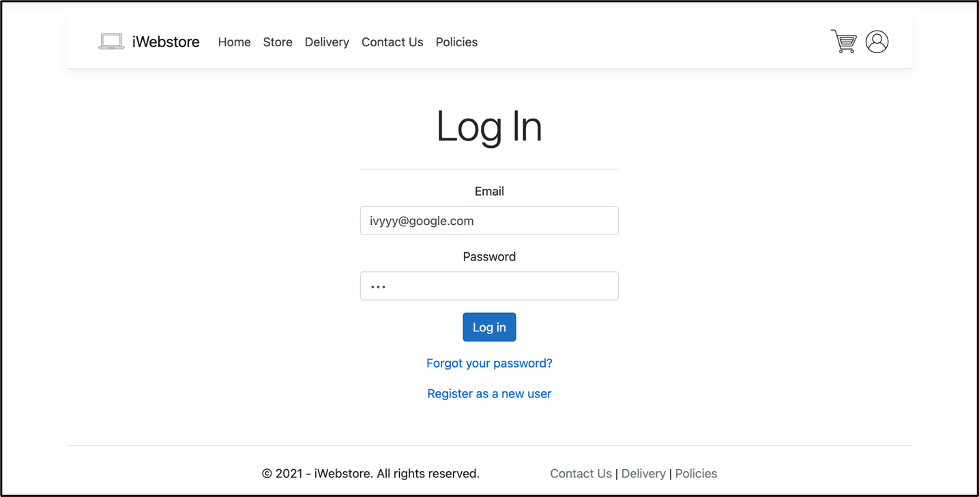 iWebstore Home Store Delivery Contact Us Policies
Log In
Email
ivyyy@google.com
Password
•••
Log in
Forgot your password?
Register as a new user
© 2021 - iWebstore. All rights reserved. Contact Us | Delivery | Policies